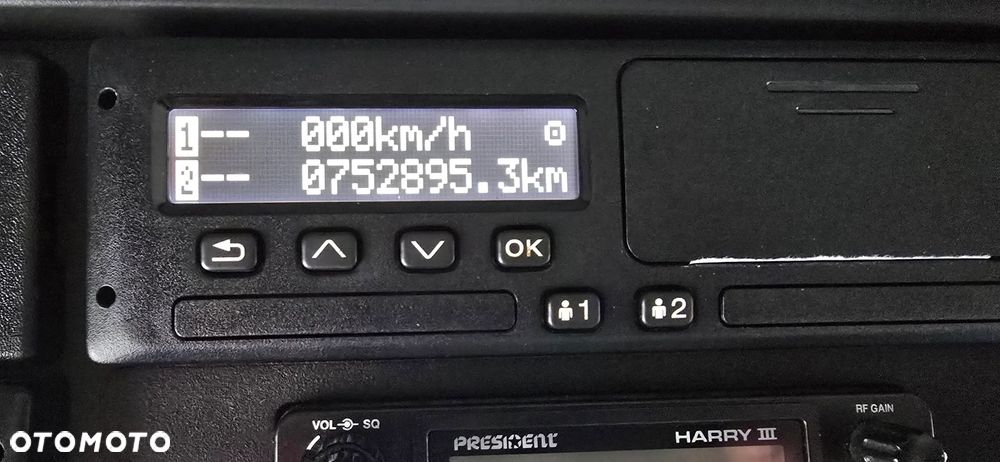 1-- 000km/h
2-- 0752895.3km
OK
1
2
VOL SQ
RF GAIN
PRESIDENT
HARRY III
OTOMOTO